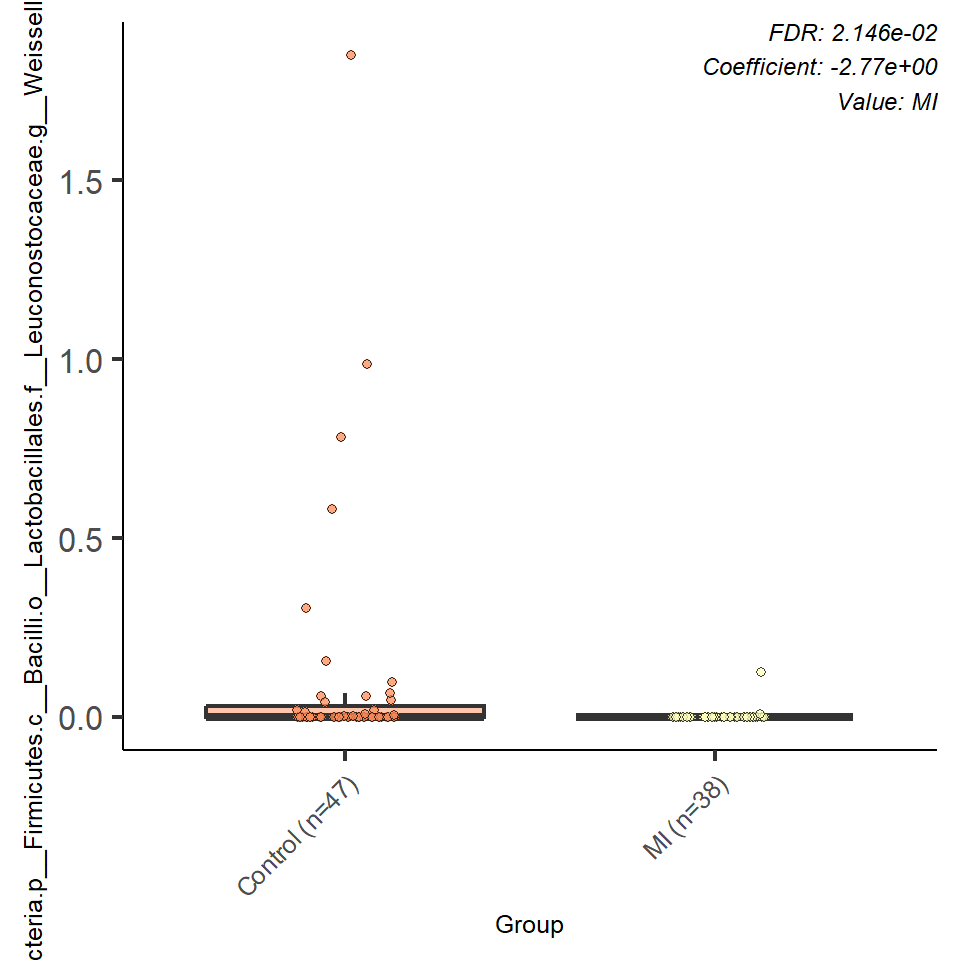 FDR: 2.146e-02
Coefficient: -2.77e+00
Value: MI
cteria.p__Firmicutes.c__Bacilli.o__Lactobacillales.f__Leuconostocaceae.g__Weissell
1.5
1.0
0.5
0.0
Control (n=47)
MI (n=38)
Group